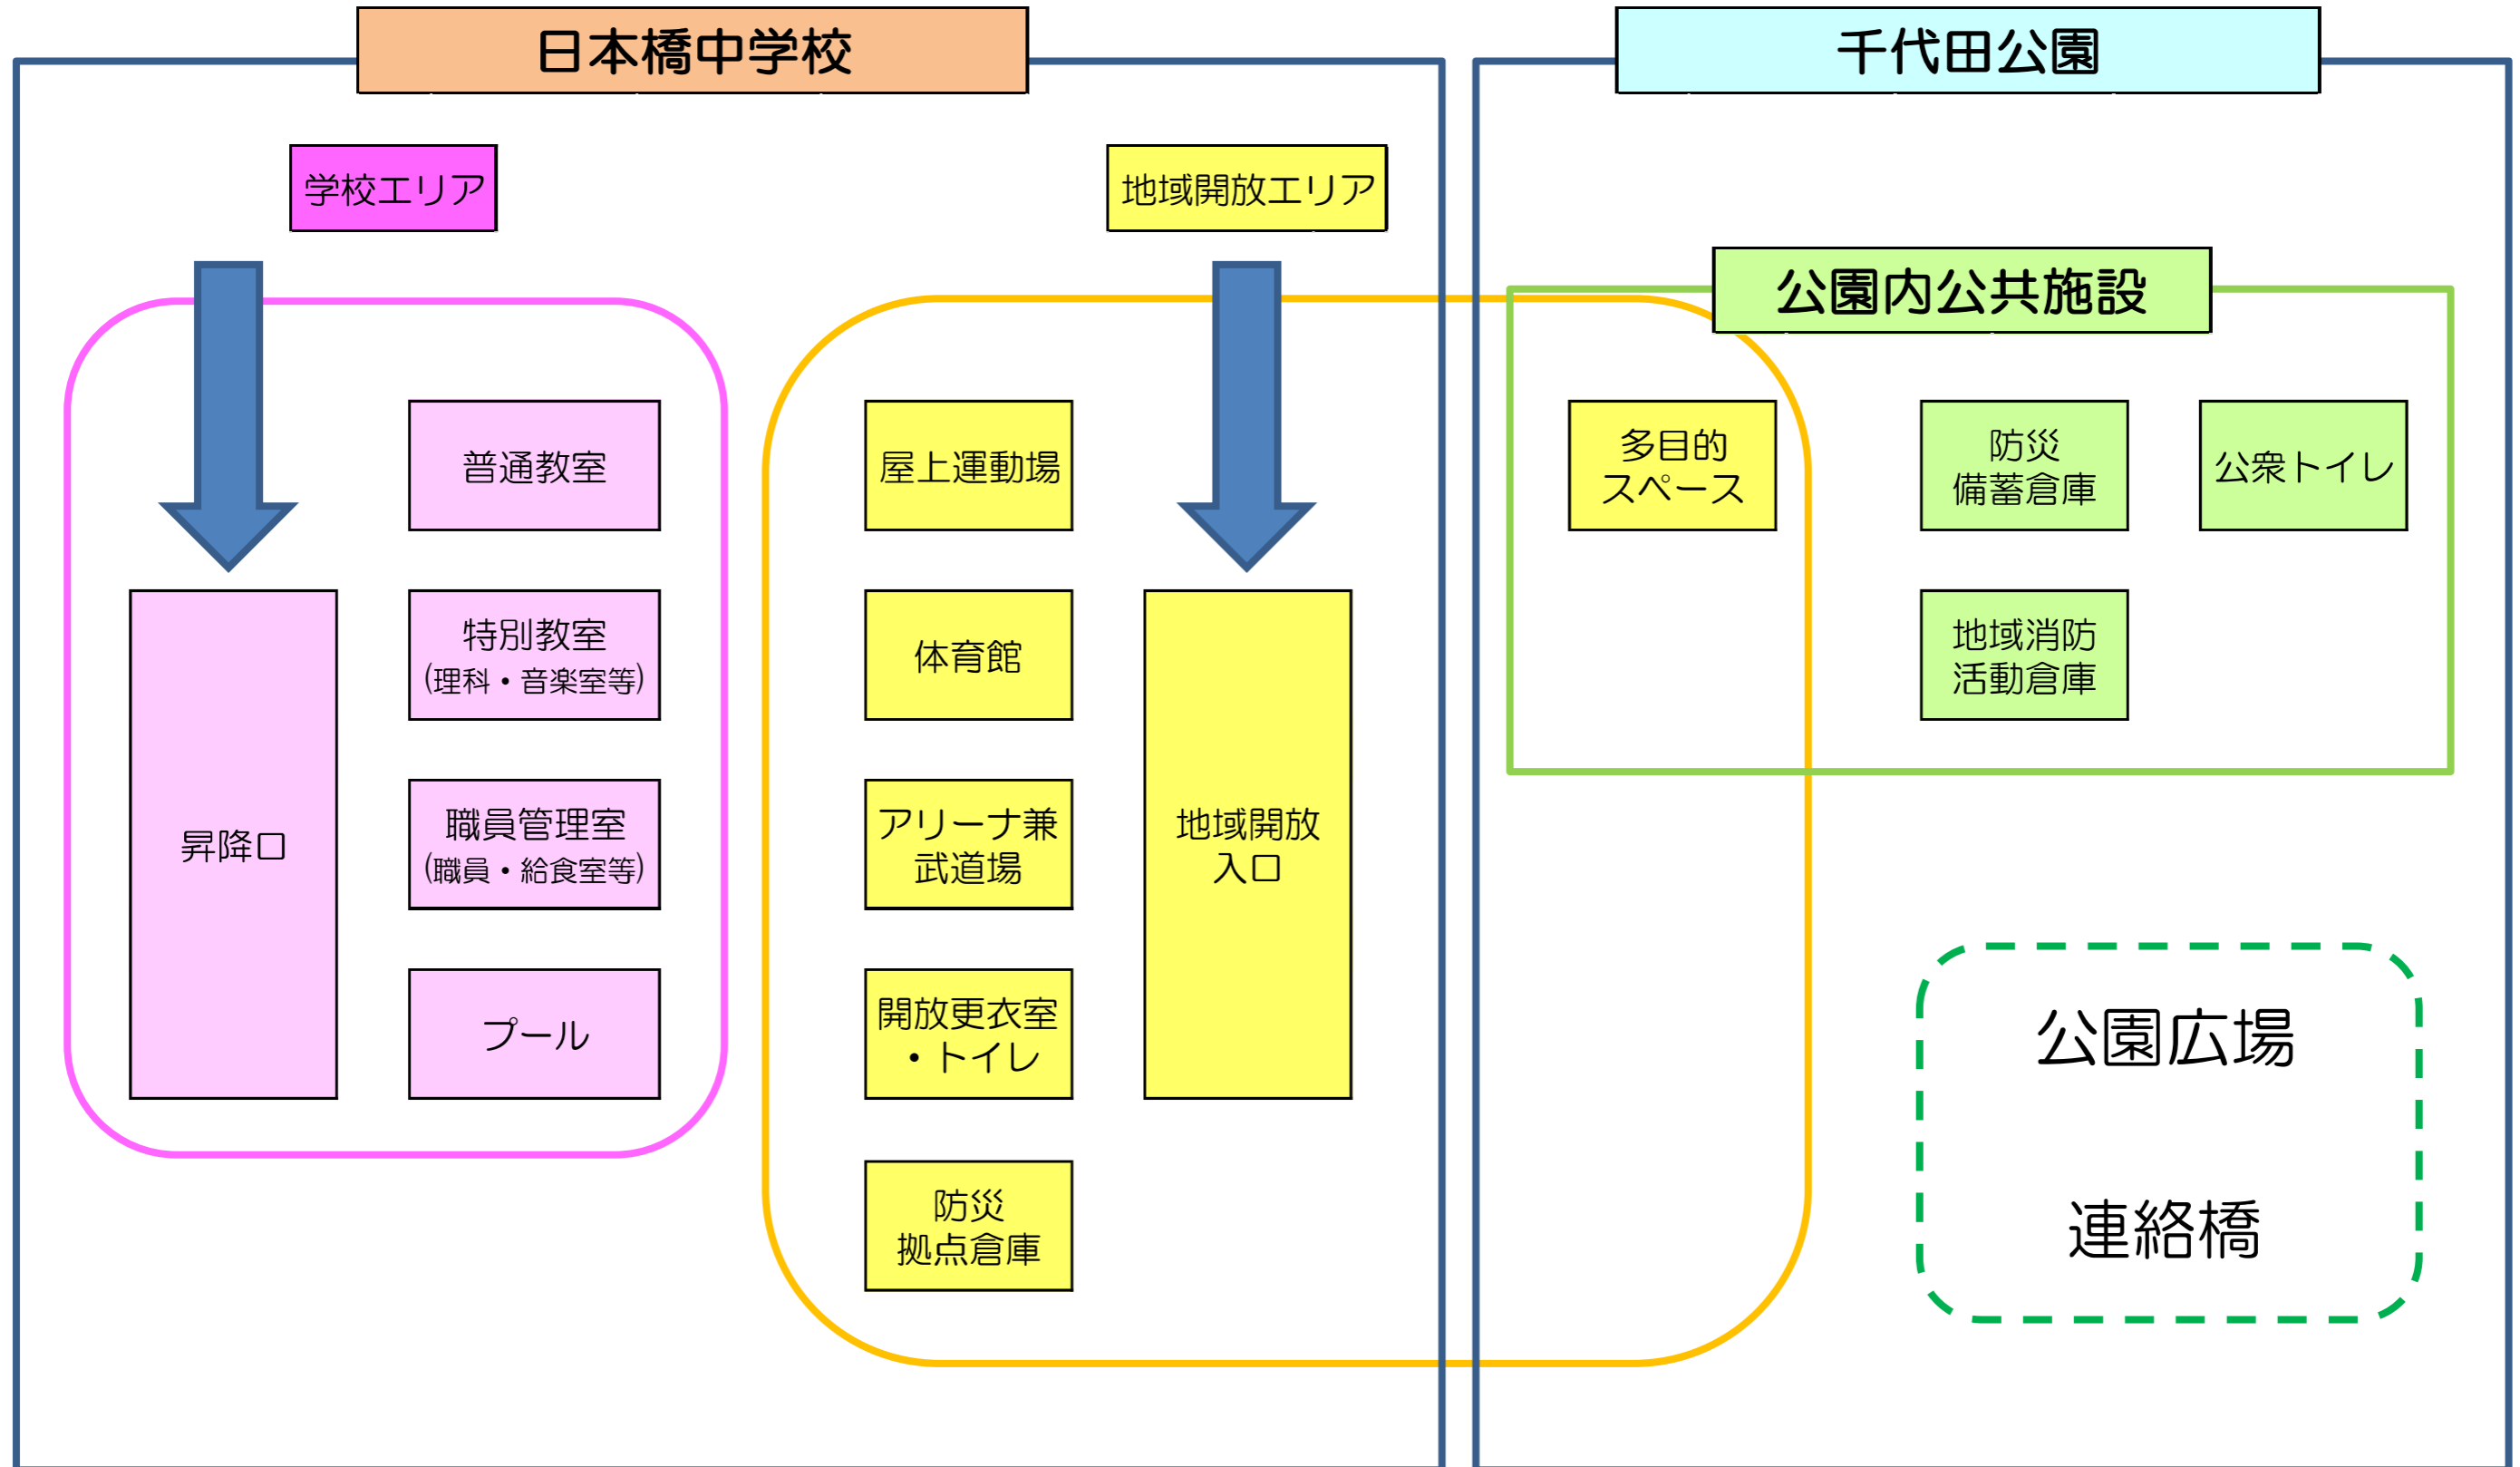 日本橋中学校
千代田公園
学校エリア
地域開放エリア
公園内公共施設
普通教室
特別教室
(理科・音楽室等)
職員管理室
(職員・給食室等)
プール
昇降口
屋上運動場
体育館
アリーナ兼
武道場
開放更衣室
・トイレ
防災
拠点倉庫
地域開放
入口
多目的
スペース
防災
備蓄倉庫
公衆トイレ
地域消防
活動倉庫
公園広場
連絡橋